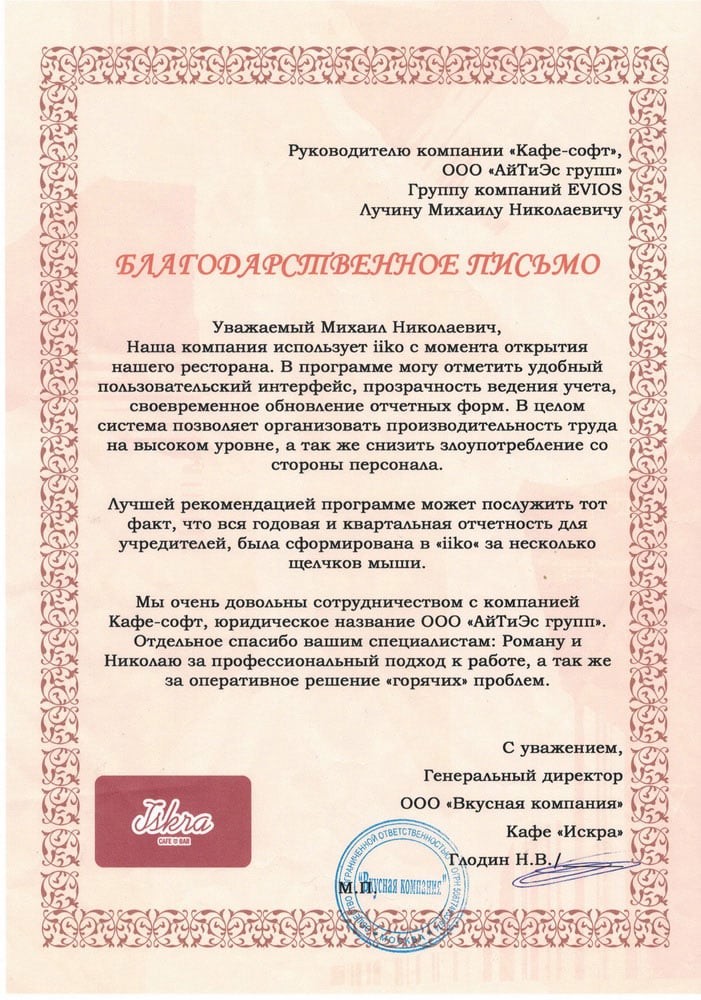 Руководителю компании «Кафе-софт»,
ООО «АйТиЭс групп»
Группу компаний EVIOS
Лучину Михаилу Николаевичу
БЛАГОДАРСТВЕННОЕ ПИСЬМО
Уважаемый Михаил Николаевич,
Наша компания использует iiko с момента открытия
нашего ресторана. В программе могу отметить удобный
пользовательский интерфейс, прозрачность ведения учета,
своевременное обновление отчетных форм. В целом
система позволяет организовать производительность труда
на высоком уровне, а так же снизить злоупотребление со
стороны персонала.
Лучшей рекомендацией программе может послужить тот
факт, что вся годовая и квартальная отчетность для
учредителей, была сформирована в «iiko« за несколько
щелчков мыши.
Мы очень довольны сотрудничеством с компанией
Кафе-софт, юридическое название ООО «АйТиЭс групп».
Отдельное спасибо вашим специалистам: Роману и
Николаю за профессиональный подход к работе, а так же
за оперативное решение «горячих» проблем.
С уважением,
Генеральный директор
ООО «Вкусная компания»
Кафе «Искра»
Глодин Н.В./
М.П.
Iskra
CAFE BAR
ОГРАНИЧЕННОЙ ОТВЕТСТВЕННОСТЬЮ
"Вкусная компания"
МОСКВА